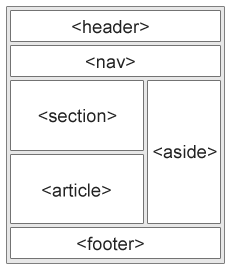 <header>
<nav>
<section>
<aside>
<article>
<footer>